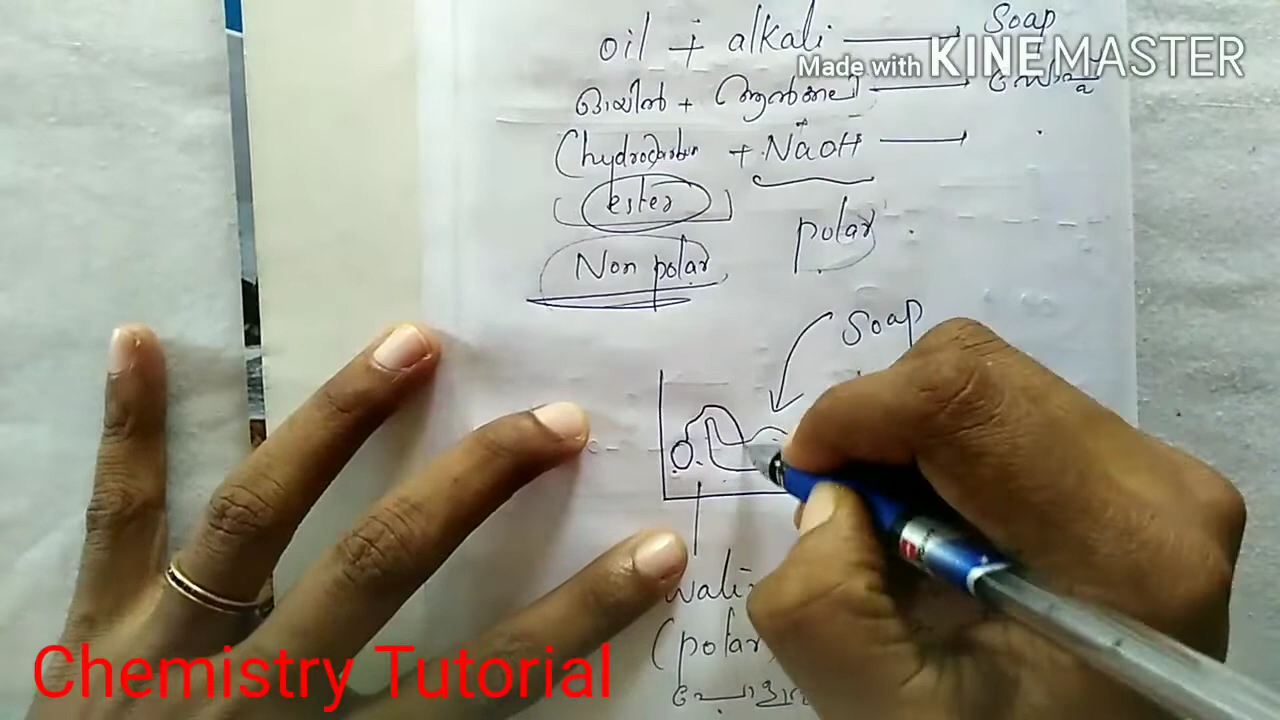 oil + alkali → Soap
Made with KINEMASTER
ഓയിൽ + ആൽക്കലി → സോപ്പ്
(hydrocarbon + NaOH →
[ester]
polar
Non polar
Soap
(polar
Chemistry Tutorial